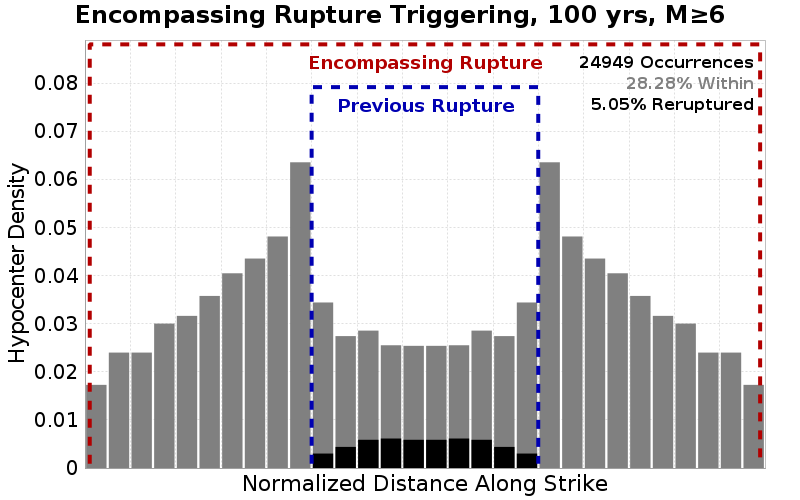 Encompassing Rupture Triggering, 100 yrs, M≥6
Encompassing Rupture
24949 Occurrences
28.28% Within
Previous Rupture
5.05% Reruptured
Hypocenter Density
0.08
0.07
0.06
0.05
0.04
0.03
0.02
0.01
0
Normalized Distance Along Strike